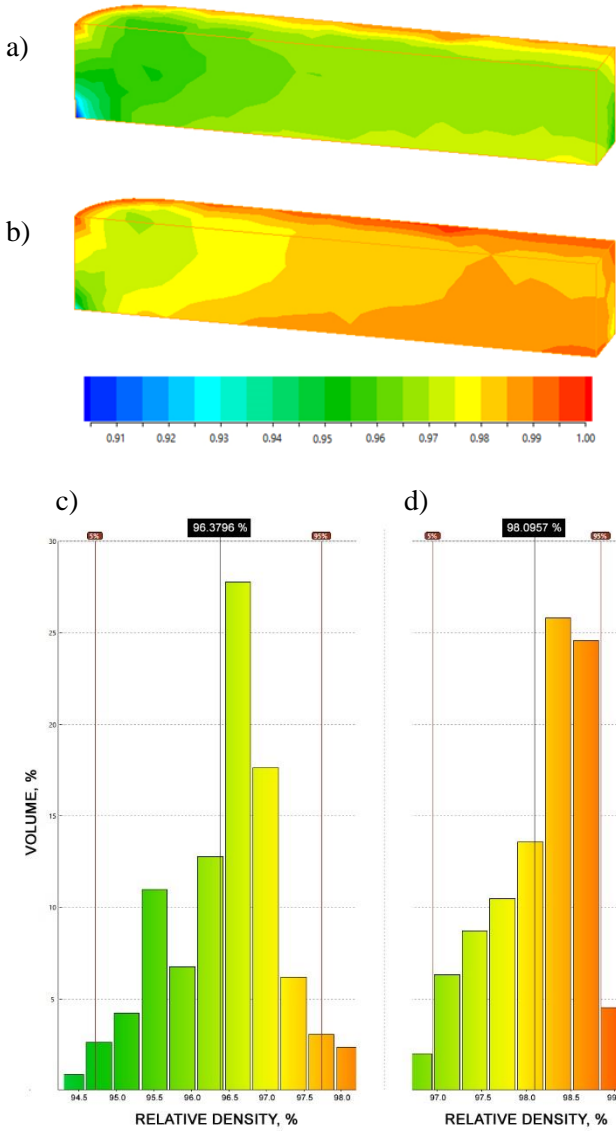 a)
b)
0.91 0.92 0.93 0.94 0.95 0.96 0.97 0.98 0.99 1.00
c) d)
96.3796 % 98.0957 %
5% 95% 5% 95%
30
25
20
15
10
5
VOLUME, %
94.5 95.0 95.5 96.0 96.5 97.0 97.5 98.0 97.0 97.5 98.0 98.5 99
RELATIVE DENSITY, % RELATIVE DENSITY, %